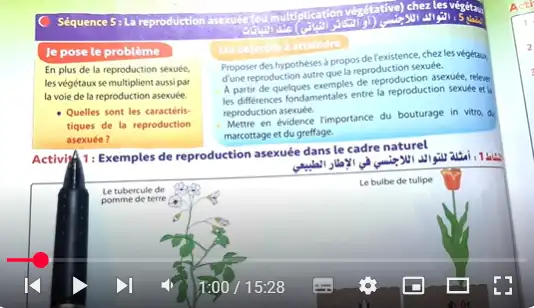 Séquence 5 : La reproduction asexuée (ou multiplication végétative) chez les végétaux
المقطع 5 : التوالد اللاجنسي (أو التكاثر النباتي) عند النباتات
Je pose le problème
En plus de la reproduction sexuée,
les végétaux se multiplient aussi par
la voie de la reproduction asexuée.
• Quelles sont les caractéris-
tiques de la reproduction
asexuée ?
à atteindre
Proposer des hypothèses à propos de l'existence, chez les végétaux,
d'une reproduction autre que la reproduction sexuée.
À partir de quelques exemples de reproduction asexuée, relever
les différences fondamentales entre la reproduction sexuée et la
reproduction asexuée.
Mettre en évidence l'importance du bouturage in vitro, du
marcottage et du greffage.
Activité 1 : Exemples de reproduction asexuée dans le cadre naturel
نشاط 1 : أمثلة للتوالد اللاجنسي في الإطار الطبيعي
Le tubercule de
pomme de terre
Le bulbe de tulipe
1:00 / 15:28